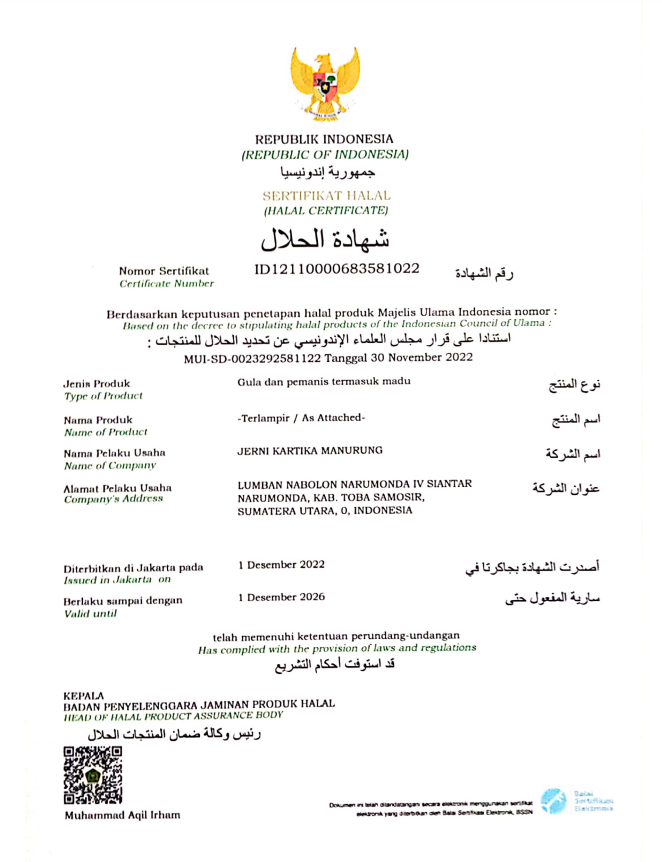 REPUBLIK INDONESIA
(REPUBLIC OF INDONESIA)
جمهورية إندونيسيا
SERTIFIKAT HALAL
(HALAL CERTIFICATE)
شهادة الحلال
Nomor Sertifikat ID12110000683581022 رقم الشهادة
Certificate Number
Berdasarkan keputusan penetapan halal produk Majelis Ulama Indonesia nomor :
Based on the decree to stipulating halal products of the Indonesian Council of Ulama :
استنادا على قرار مجلس العلماء الإندونيسي عن تحديد الحلال للمنتجات :
MUI-SD-0023292581122 Tanggal 30 November 2022
Jenis Produk Gula dan pemanis termasuk madu نوع المنتج
Type of Product
Nama Produk -Terlampir / As Attached- اسم المنتج
Name of Product
Nama Pelaku Usaha JERNI KARTIKA MANURUNG اسم الشركة
Name of Company
Alamat Pelaku Usaha LUMBAN NABOLON NARUMONDA IV SIANTAR عنوان الشركة
Company's Address NARUMONDA, KAB. TOBA SAMOSIR,
SUMATERA UTARA, 0, INDONESIA
Diterbitkan di Jakarta pada 1 Desember 2022 أصدرت الشهادة بجاكرتا في
Issued in Jakarta on
Berlaku sampai dengan 1 Desember 2026 سارية المفعول حتى
Valid until
telah memenuhi ketentuan perundang-undangan
Has complied with the provision of laws and regulations
قد استوفت أحكام التشريع
KEPALA
BADAN PENYELENGGARA JAMINAN PRODUK HALAL
HEAD OF HALAL PRODUCT ASSURANCE BODY
رئيس وكالة ضمان المنتجات الحلال
Muhammad Aqil Irham
Dokumen ini telah ditandatangani secara elektronik menggunakan sertifikat
elektronik yang diterbitkan oleh Balai Sertifikasi Elektronik, BSSN
Balai
Sertifikasi
Elektronik